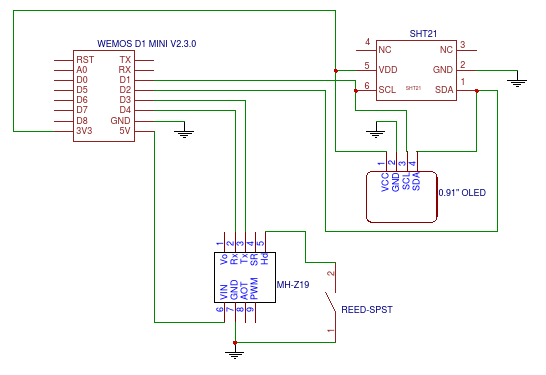 SHT21
WEMOS D1 MINI V2.3.0
4 NC NC 3
RST TX
A0 RX
5 VDD GND 2
D0 D1
D5 D2
6 SCL SHT21 SDA 1
D6 D3
D7 D4
D8 GND
3V3 5V
1 2 3 4
VCC GND SCL SDA
0.91" OLED
1 2 3 4 5
Vo Rx Tx SR Hd
MH-Z19
VIN GND AOT PWM
6 7 8 9
2
REED-SPST
1